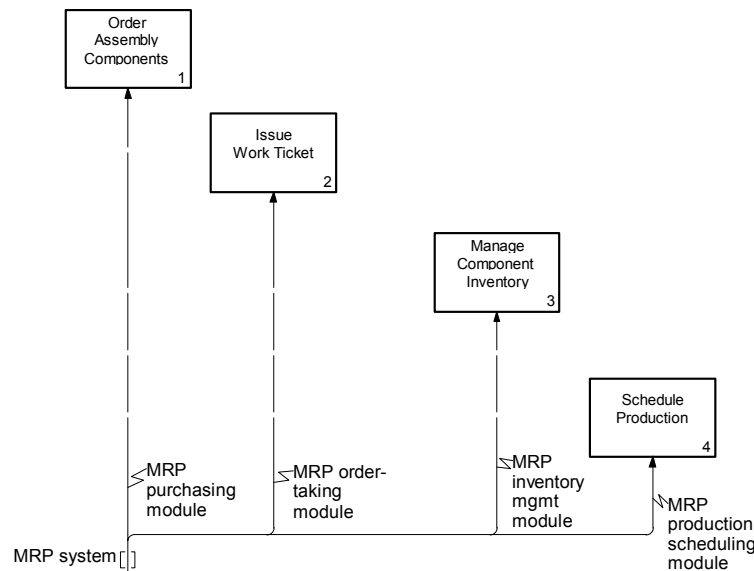 Order
Assembly
Components
1
Issue
Work Ticket
2
Manage
Component
Inventory
3
Schedule
Production
4
MRP
purchasing
module
MRP order-
taking
module
MRP
inventory
mgmt
module
MRP
production
scheduling
module
MRP system